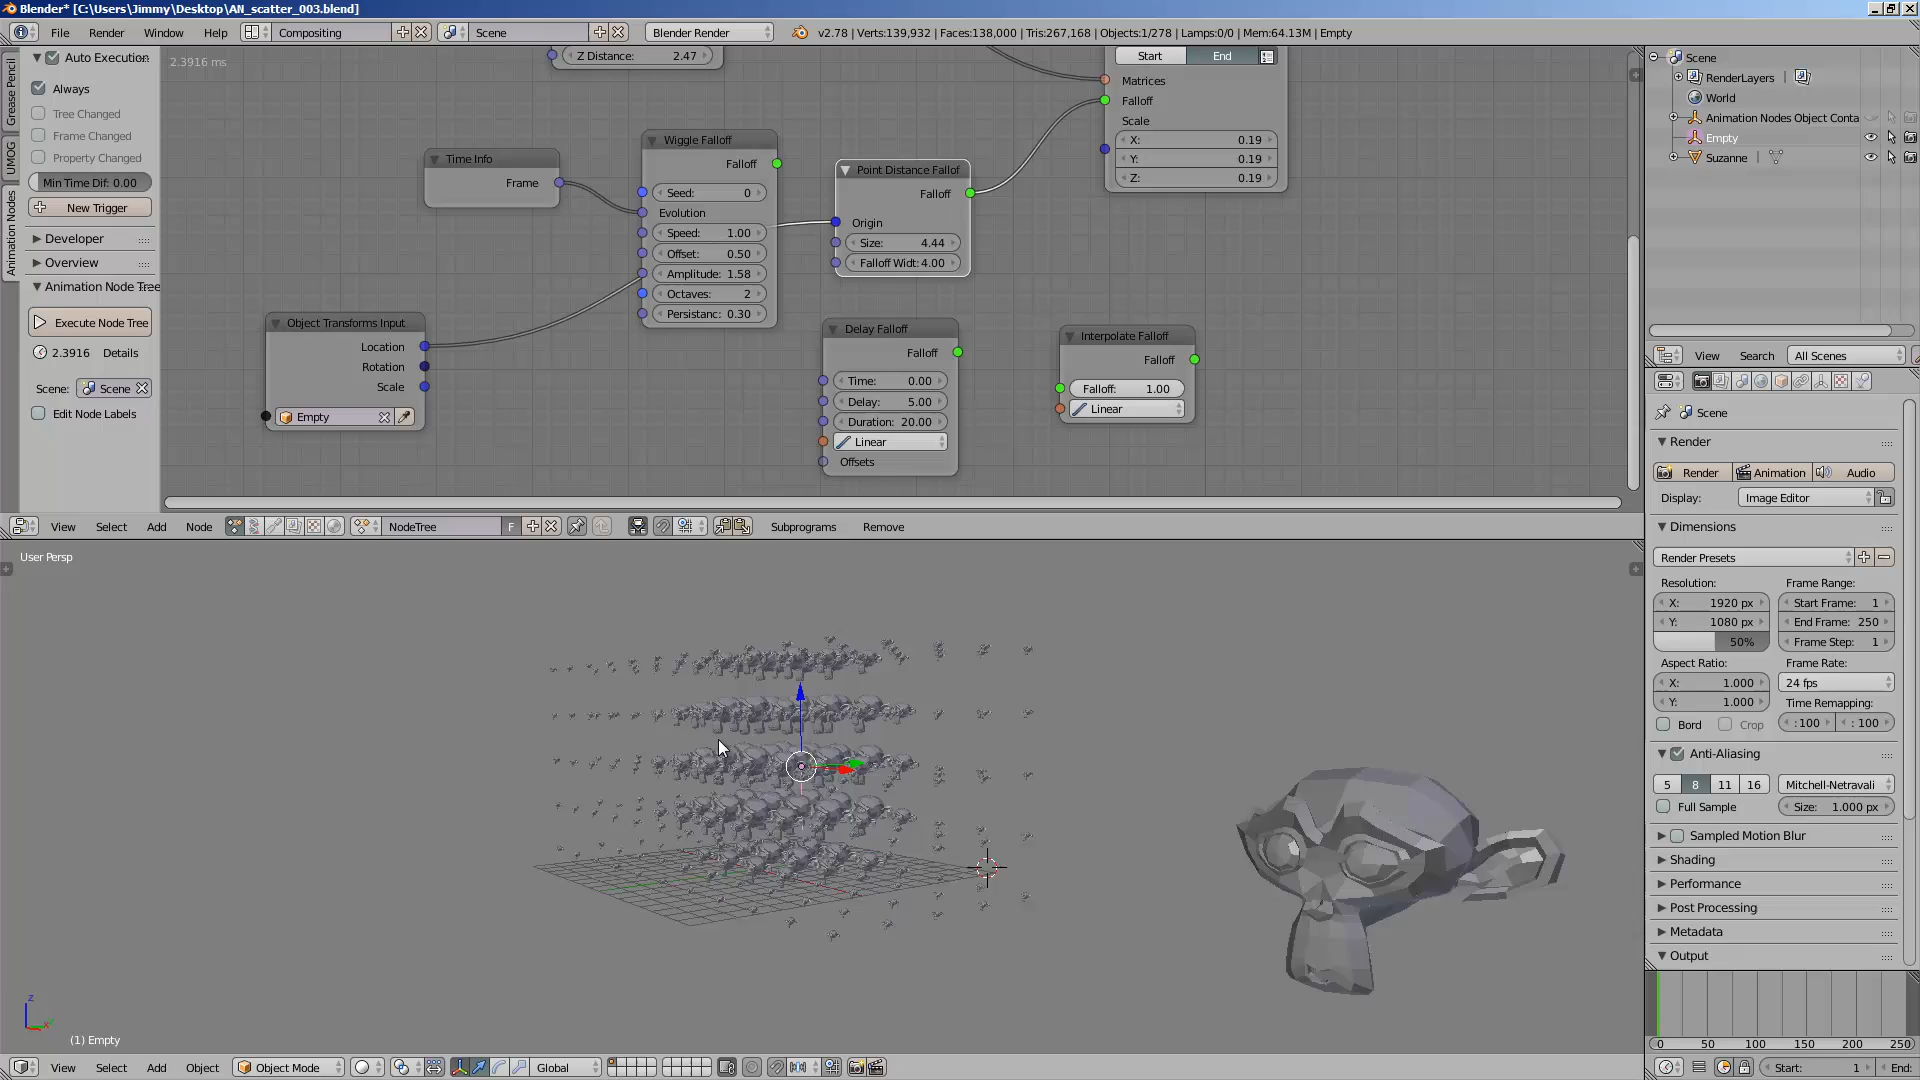 Blender* [C:\Users\Jimmy\Desktop\AN_scatter_003.blend]
File Render Window Help Compositing Scene Blender Render v2.78 | Verts:139,932 | Faces:138,000 | Tris:267,168 | Objects:1/278 | Lamps:0/0 | Mem:64.13M | Empty
Grease Pencil
UMOG
Animation Nodes
Auto Execution
Always
Tree Changed
Frame Changed
Property Changed
Min Time Dif: 0.00
New Trigger
Developer
Overview
Animation Node Tree
Execute Node Tree
2.3916 Details
Scene: Scene
Edit Node Labels
2.3916 ms
Z Distance: 2.47
Time Info
Frame
Object Transforms Input
Location
Rotation
Scale
Empty
Wiggle Falloff
Falloff
Seed: 0
Evolution
Speed: 1.00
Offset: 0.50
Amplitude: 1.58
Octaves: 2
Persistanc: 0.30
Point Distance Fallof
Falloff
Origin
Size: 4.44
Falloff Widt: 4.00
Delay Falloff
Falloff
Time: 0.00
Delay: 5.00
Duration: 20.00
Linear
Offsets
Interpolate Falloff
Falloff
Falloff: 1.00
Linear
Start End
Matrices
Falloff
Scale
X: 0.19
Y: 0.19
Z: 0.19
View Select Add Node NodeTree F Subprograms Remove
User Persp
(1) Empty
View Select Add Object Object Mode Global
Scene
RenderLayers |
World
Animation Nodes Object Conta
Empty
Suzanne |
View Search All Scenes
Scene
Render
Render Animation Audio
Display: Image Editor
Dimensions
Render Presets
Resolution: Frame Range:
X: 1920 px Start Frame: 1
Y: 1080 px End Frame: 250
50% Frame Step: 1
Aspect Ratio: Frame Rate:
X: 1.000 24 fps
Y: 1.000 Time Remapping:
Bord Crop :100 : 100
Anti-Aliasing
5 8 11 16 Mitchell-Netravali
Full Sample Size: 1.000 px
Sampled Motion Blur
Shading
Performance
Post Processing
Metadata
Output
0 50 100 150 200 250
Start: 1 End: